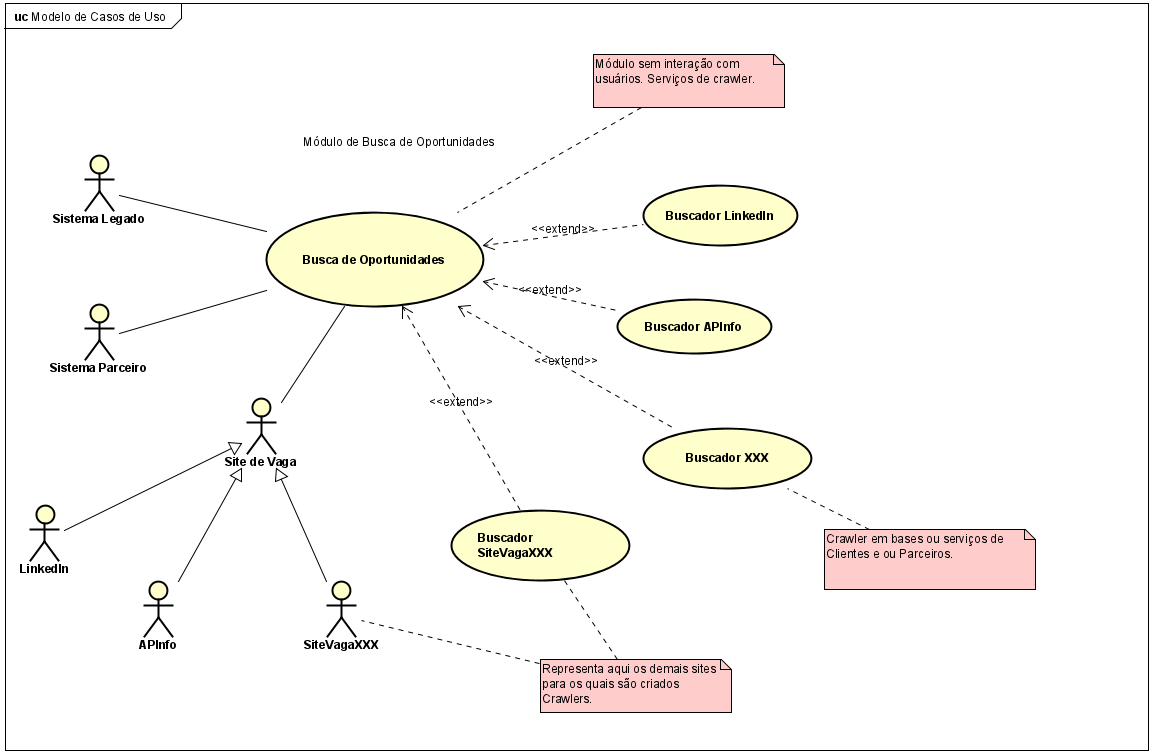 uc Modelo de Casos de Uso
Módulo sem interação com
usuários. Serviços de crawler.
Módulo de Busca de Oportunidades
Sistema Legado
Buscador LinkedIn
<<extend>>
Busca de Oportunidades
<<extend>>
Buscador APInfo
Sistema Parceiro
<<extend>>
<<extend>>
Site de Vaga
Buscador XXX
Buscador
SiteVagaXXX
Crawler em bases ou serviços de
Clientes e ou Parceiros.
LinkedIn
APInfo
SiteVagaXXX
Representa aqui os demais sites
para os quais são criados
Crawlers.